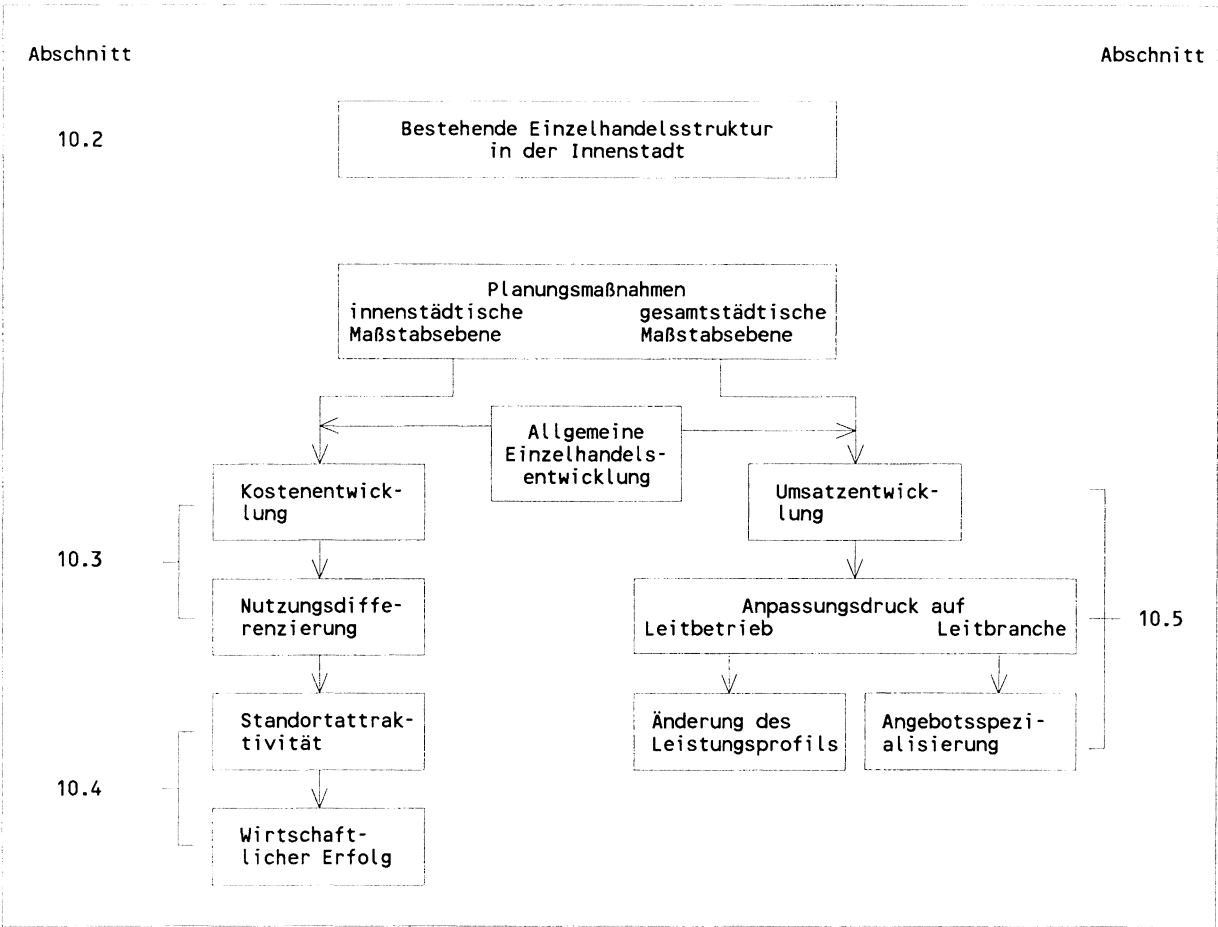 Abschnitt
Abschnitt
10.2
Bestehende Einzelhandelsstruktur
in der Innenstadt
Planungsmaßnahmen
innenstädtische gesamtstädtische
Maßstabsebene Maßstabsebene
Allgemeine
Einzelhandels-
entwicklung
Kostenentwick-
lung
Umsatzentwick-
lung
10.3
Nutzungsdiffe-
renzierung
Anpassungsdruck auf
Leitbetrieb Leitbranche
10.5
Standortattrak-
tivität
Änderung des
Leistungsprofils
Angebotsspezi-
alisierung
10.4
Wirtschaft-
licher Erfolg